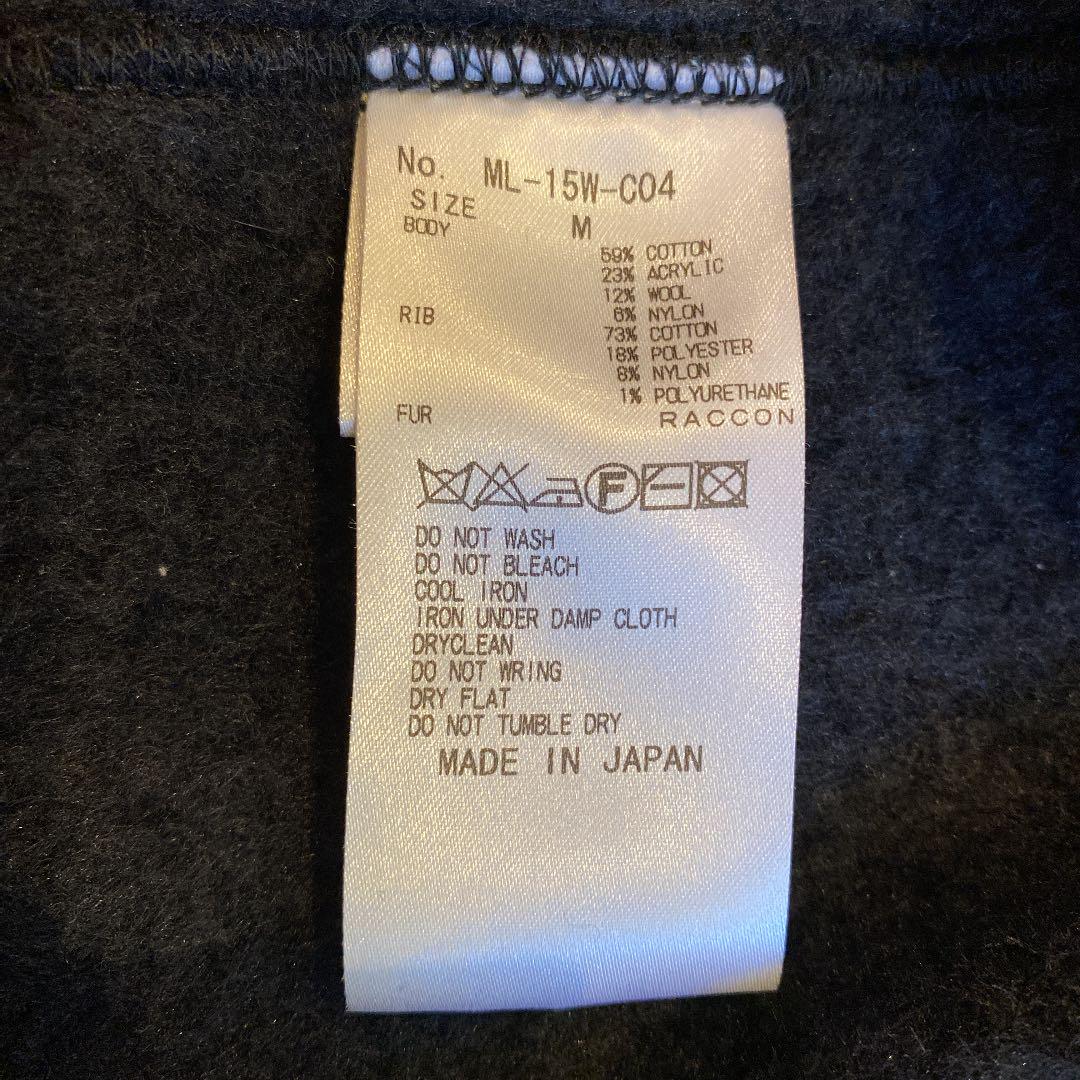 No. ML-15W-C04
SIZE M
BODY 59% COTTON
23% ACRYLIC
12% WOOL
6% NYLON
RIB 73% COTTON
18% POLYESTER
8% NYLON
1% POLYURETHANE
FUR RACCON
F
DO NOT WASH
DO NOT BLEACH
COOL IRON
IRON UNDER DAMP CLOTH
DRYCLEAN
DO NOT WRING
DRY FLAT
DO NOT TUMBLE DRY
MADE IN JAPAN